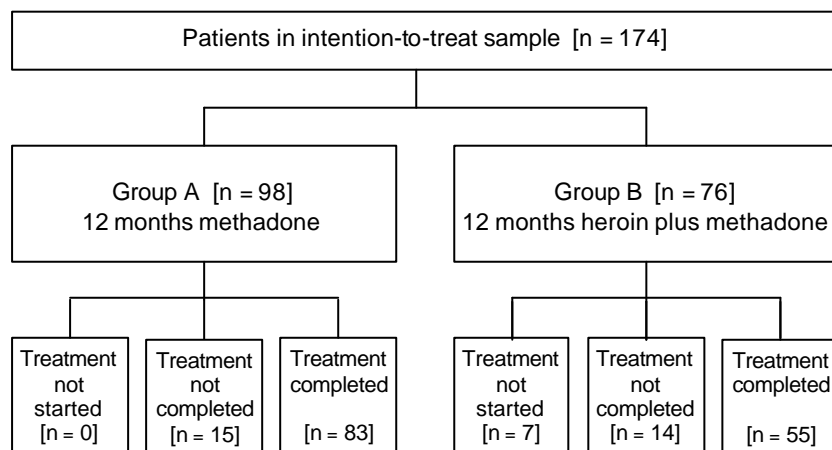 Patients in intention-to-treat sample [n = 174]
Group A [n = 98]
12 months methadone
Group B [n = 76]
12 months heroin plus methadone
Treatment
not
started
[n = 0]
Treatment
not
completed
[n = 15]
Treatment
completed
[n = 83]
Treatment
not
started
[n = 7]
Treatment
not
completed
[n = 14]
Treatment
completed
[n = 55]